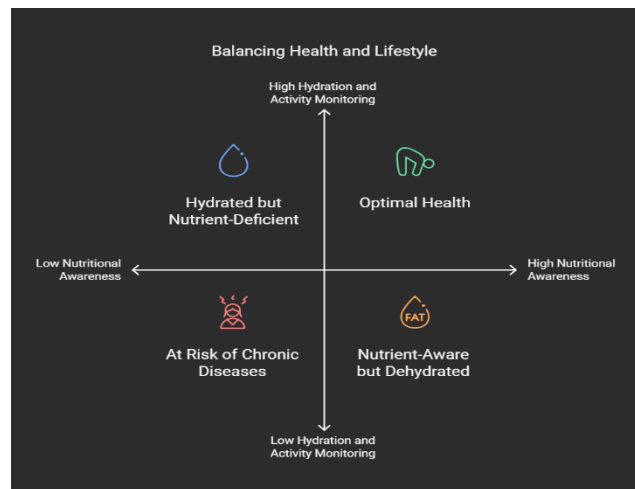 Balancing Health and Lifestyle
High Hydration and
Activity Monitoring
Hydrated but
Nutrient-Deficient
Optimal Health
Low Nutritional
Awareness
High Nutritional
Awareness
FAT
At Risk of Chronic
Diseases
Nutrient-Aware
but Dehydrated
Low Hydration and
Activity Monitoring